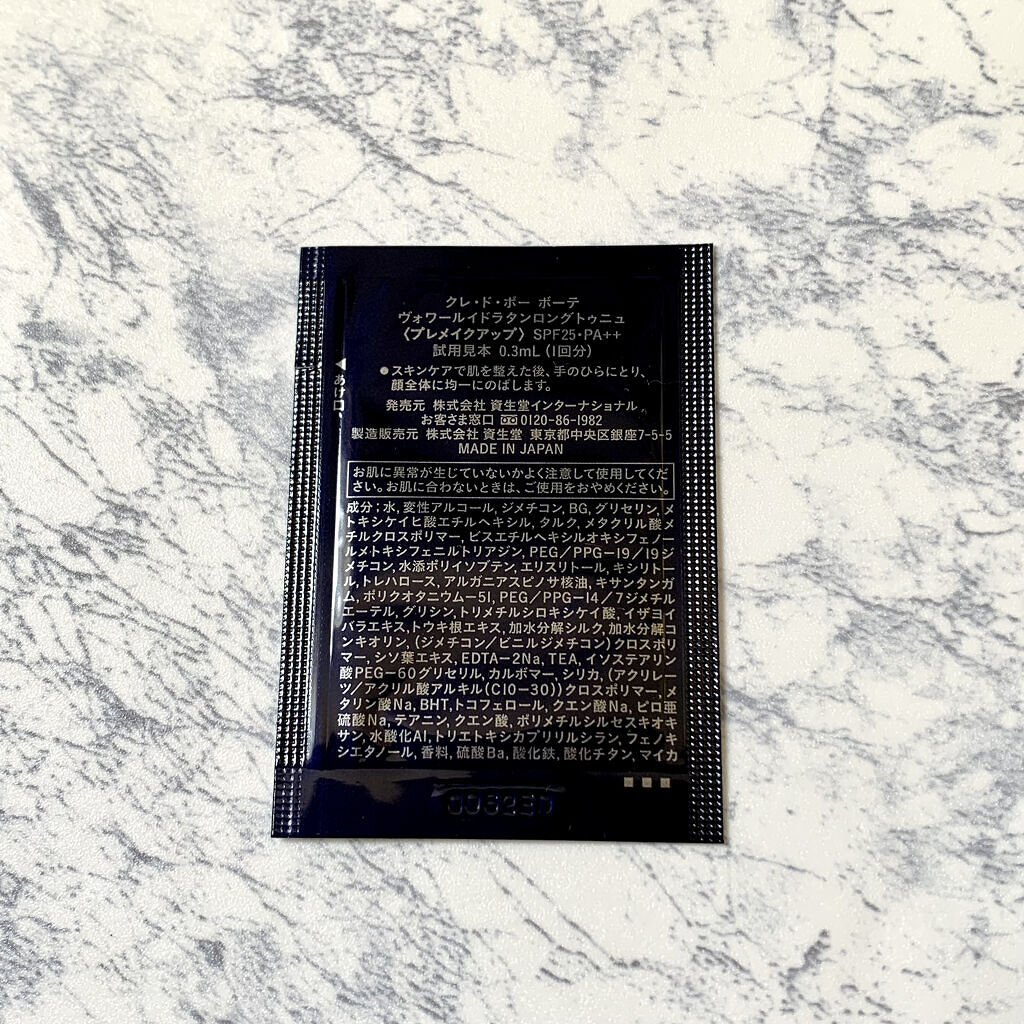 クレ・ド・ポー ボーテ
ヴォワールイドラタンロングトゥニュ
〈プレメイクアップ〉 SPF25・PA++
試用見本 0.3mL (1回分)
●スキンケアで肌を整えた後、手のひらにとり、
顔全体に均一にのばします。
発売元 株式会社 資生堂インターナショナル
お客さま窓口 0120-86-1982
製造販売元 株式会社 資生堂 東京都中央区銀座7-5-5
MADE IN JAPAN
お肌に異常が生じていないかよく注意して使用してくだ
さい。お肌に合わないときは、ご使用をおやめください。
成分：水, 変性アルコール, ジメチコン, BG, グリセリン, メ
トキシケイヒ酸エチルヘキシル, タルク, メタクリル酸メ
チルクロスポリマー, ビスエチルヘキシルオキシフェノー
ルメトキシフェニルトリアジン, PEG／PPG-19／19ジ
メチコン, 水添ポリイソブテン, エリスリトール, キシリトー
ル, トレハロース, アルガニアスピノサ核油, キサンタンガ
ム, ポリクオタニウム-51, PEG／PPG-14／7ジメチル
エーテル, グリシン, トリメチルシロキシケイ酸, イザヨイ
バラエキス, トウキ根エキス, 加水分解シルク, 加水分解コ
ンキオリン, (ジメチコン／ビニルジメチコン)クロスポリ
マー, シソ葉エキス, EDTA-2Na, TEA, イソステアリン
酸PEG-60グリセリル, カルボマー, シリカ, (アクリレー
ツ／アクリル酸アルキル(C10-30))クロスポリマー, メ
タリン酸Na, BHT, トコフェロール, クエン酸Na, ピロ亜
硫酸Na, テアニン, クエン酸, ポリメチルシルセスキオキ
サン, 水酸化Al, トリエトキシカプリリルシラン, フェノキ
シエタノール, 香料, 硫酸Ba, 酸化鉄, 酸化チタン, マイカ
あけ口